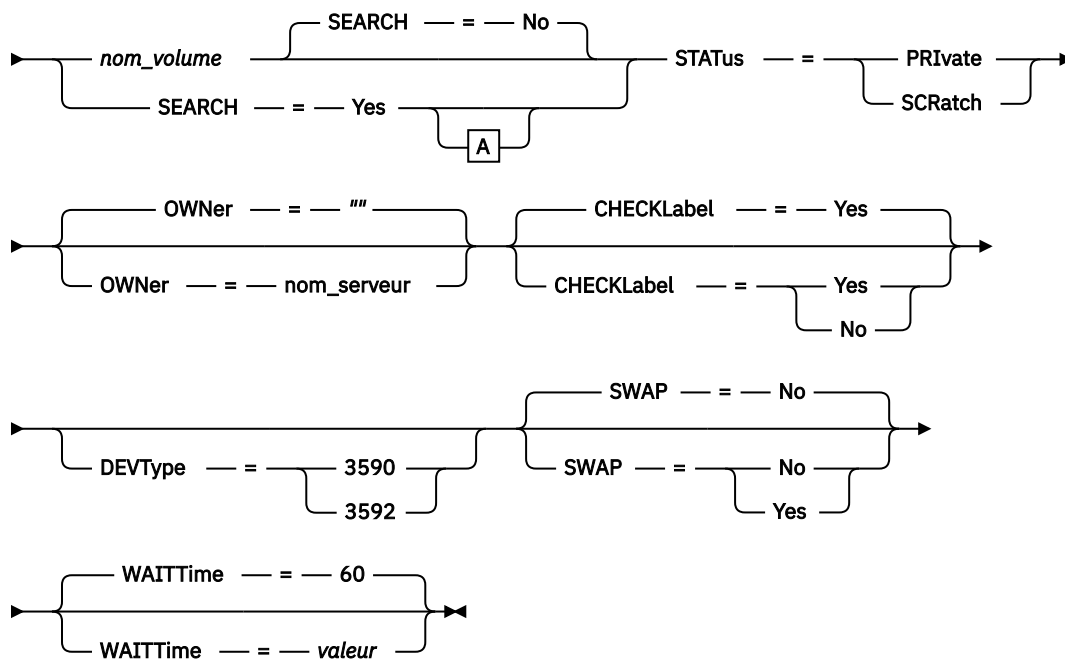 SEARCH = No
nom_volume STATus = PRIvate
SEARCH = Yes SCRatch
A
OWNer = "" CHECKLabel = Yes
OWNer = nom_serveur CHECKLabel = Yes
No
SWAP = No
DEVType = 3590 SWAP = No
3592 Yes
WAITTime = 60
WAITTime = valeur